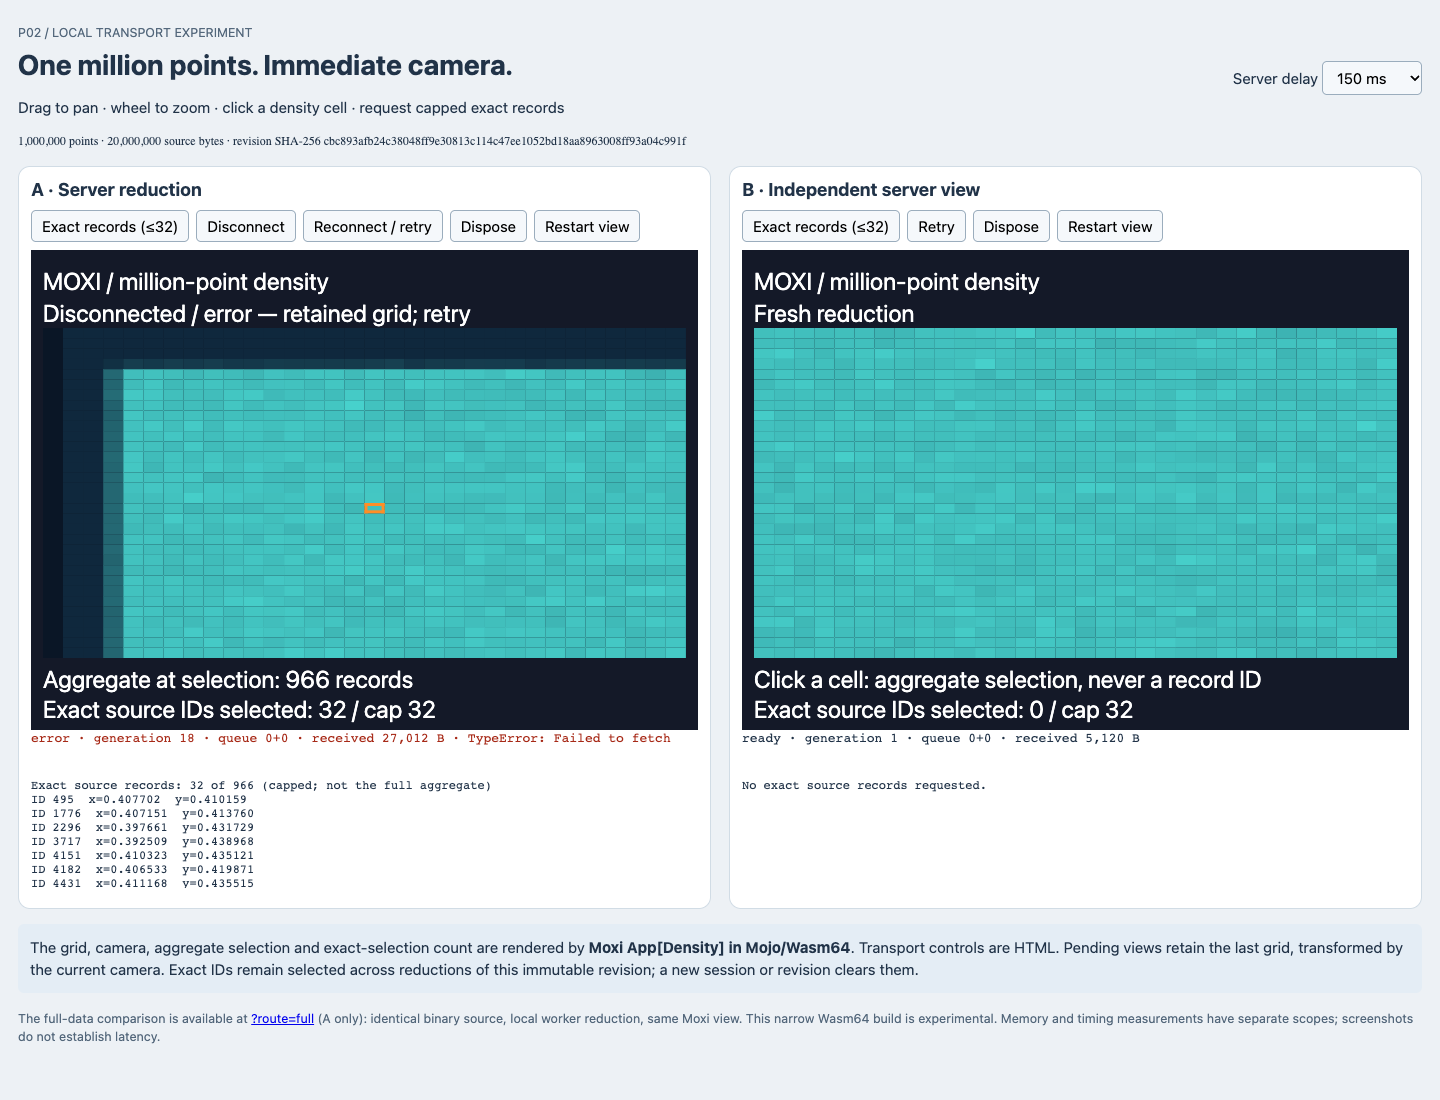 P02 / LOCAL TRANSPORT EXPERIMENT
One million points. Immediate camera.
Server delay 150 ms
Drag to pan · wheel to zoom · click a density cell · request capped exact records
1,000,000 points · 20,000,000 source bytes · revision SHA-256 cbc893afb24c38048ff9e30813c114c47ee1052bd18aa8963008ff93a04c991f
A · Server reduction
Exact records (≤32) Disconnect Reconnect / retry Dispose Restart view
MOXI / million-point density
Disconnected / error — retained grid; retry
Aggregate at selection: 966 records
Exact source IDs selected: 32 / cap 32
error · generation 18 · queue 0+0 · received 27,012 B · TypeError: Failed to fetch
Exact source records: 32 of 966 (capped; not the full aggregate)
ID 495 x=0.407702 y=0.410159
ID 1776 x=0.407151 y=0.413760
ID 2296 x=0.397661 y=0.431729
ID 3717 x=0.392509 y=0.438968
ID 4151 x=0.410323 y=0.435121
ID 4182 x=0.406533 y=0.419871
ID 4431 x=0.411168 y=0.435515
B · Independent server view
Exact records (≤32) Retry Dispose Restart view
MOXI / million-point density
Fresh reduction
Click a cell: aggregate selection, never a record ID
Exact source IDs selected: 0 / cap 32
ready · generation 1 · queue 0+0 · received 5,120 B
No exact source records requested.
The grid, camera, aggregate selection and exact-selection count are rendered by Moxi App[Density] in Mojo/Wasm64. Transport controls are HTML. Pending views retain the last grid, transformed by
the current camera. Exact IDs remain selected across reductions of this immutable revision; a new session or revision clears them.
The full-data comparison is available at ?route=full (A only): identical binary source, local worker reduction, same Moxi view. This narrow Wasm64 build is experimental. Memory and timing measurements have separate scopes; screenshots
do not establish latency.